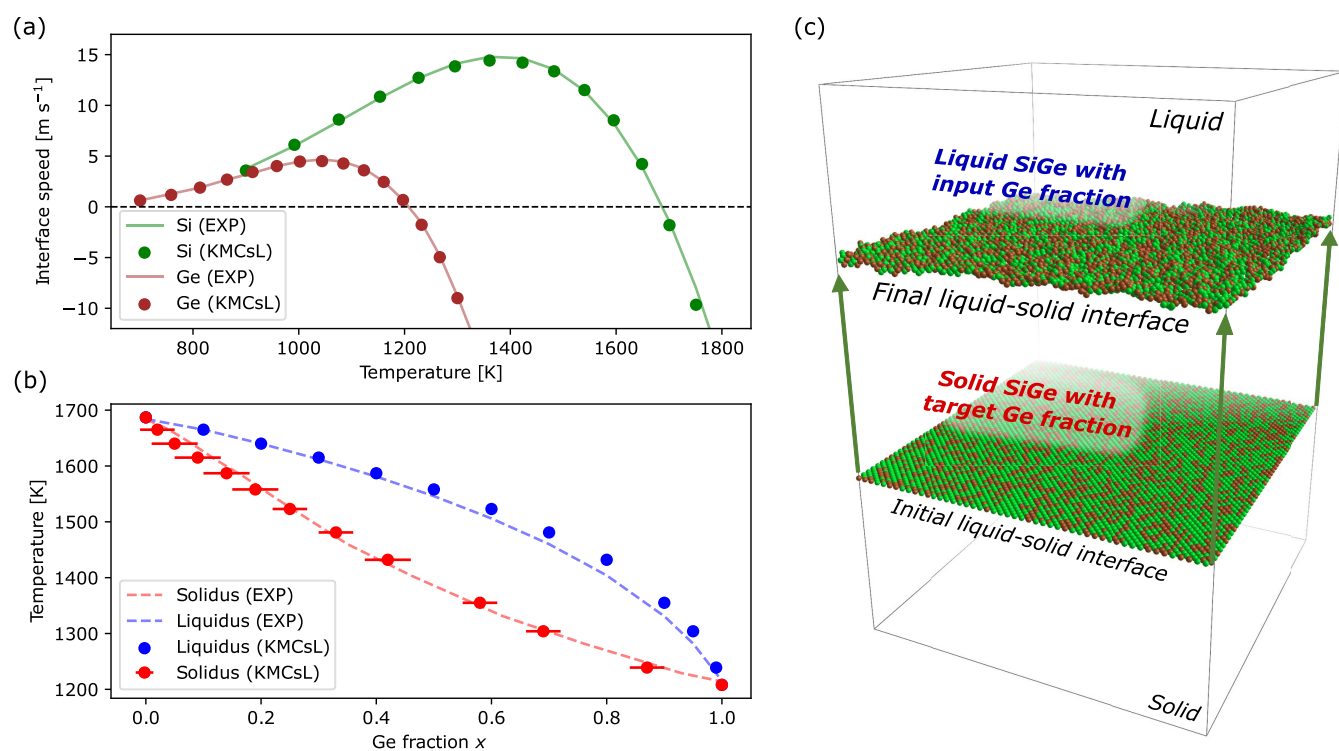 (a)
15
10
5
0
−5
−10
Interface speed [m s⁻¹]
Si (EXP)
Si (KMCsL)
Ge (EXP)
Ge (KMCsL)
800
1000
1200
1400
1600
1800
Temperature [K]
(b)
1700
1600
1500
1400
1300
1200
Temperature [K]
Solidus (EXP)
Liquidus (EXP)
Liquidus (KMCsL)
Solidus (KMCsL)
0.0
0.2
0.4
0.6
0.8
1.0
Ge fraction x
(c)
Liquid
Liquid SiGe with
input Ge fraction
Final liquid-solid interface
Solid SiGe with
target Ge fraction
Initial liquid-solid interface
Solid